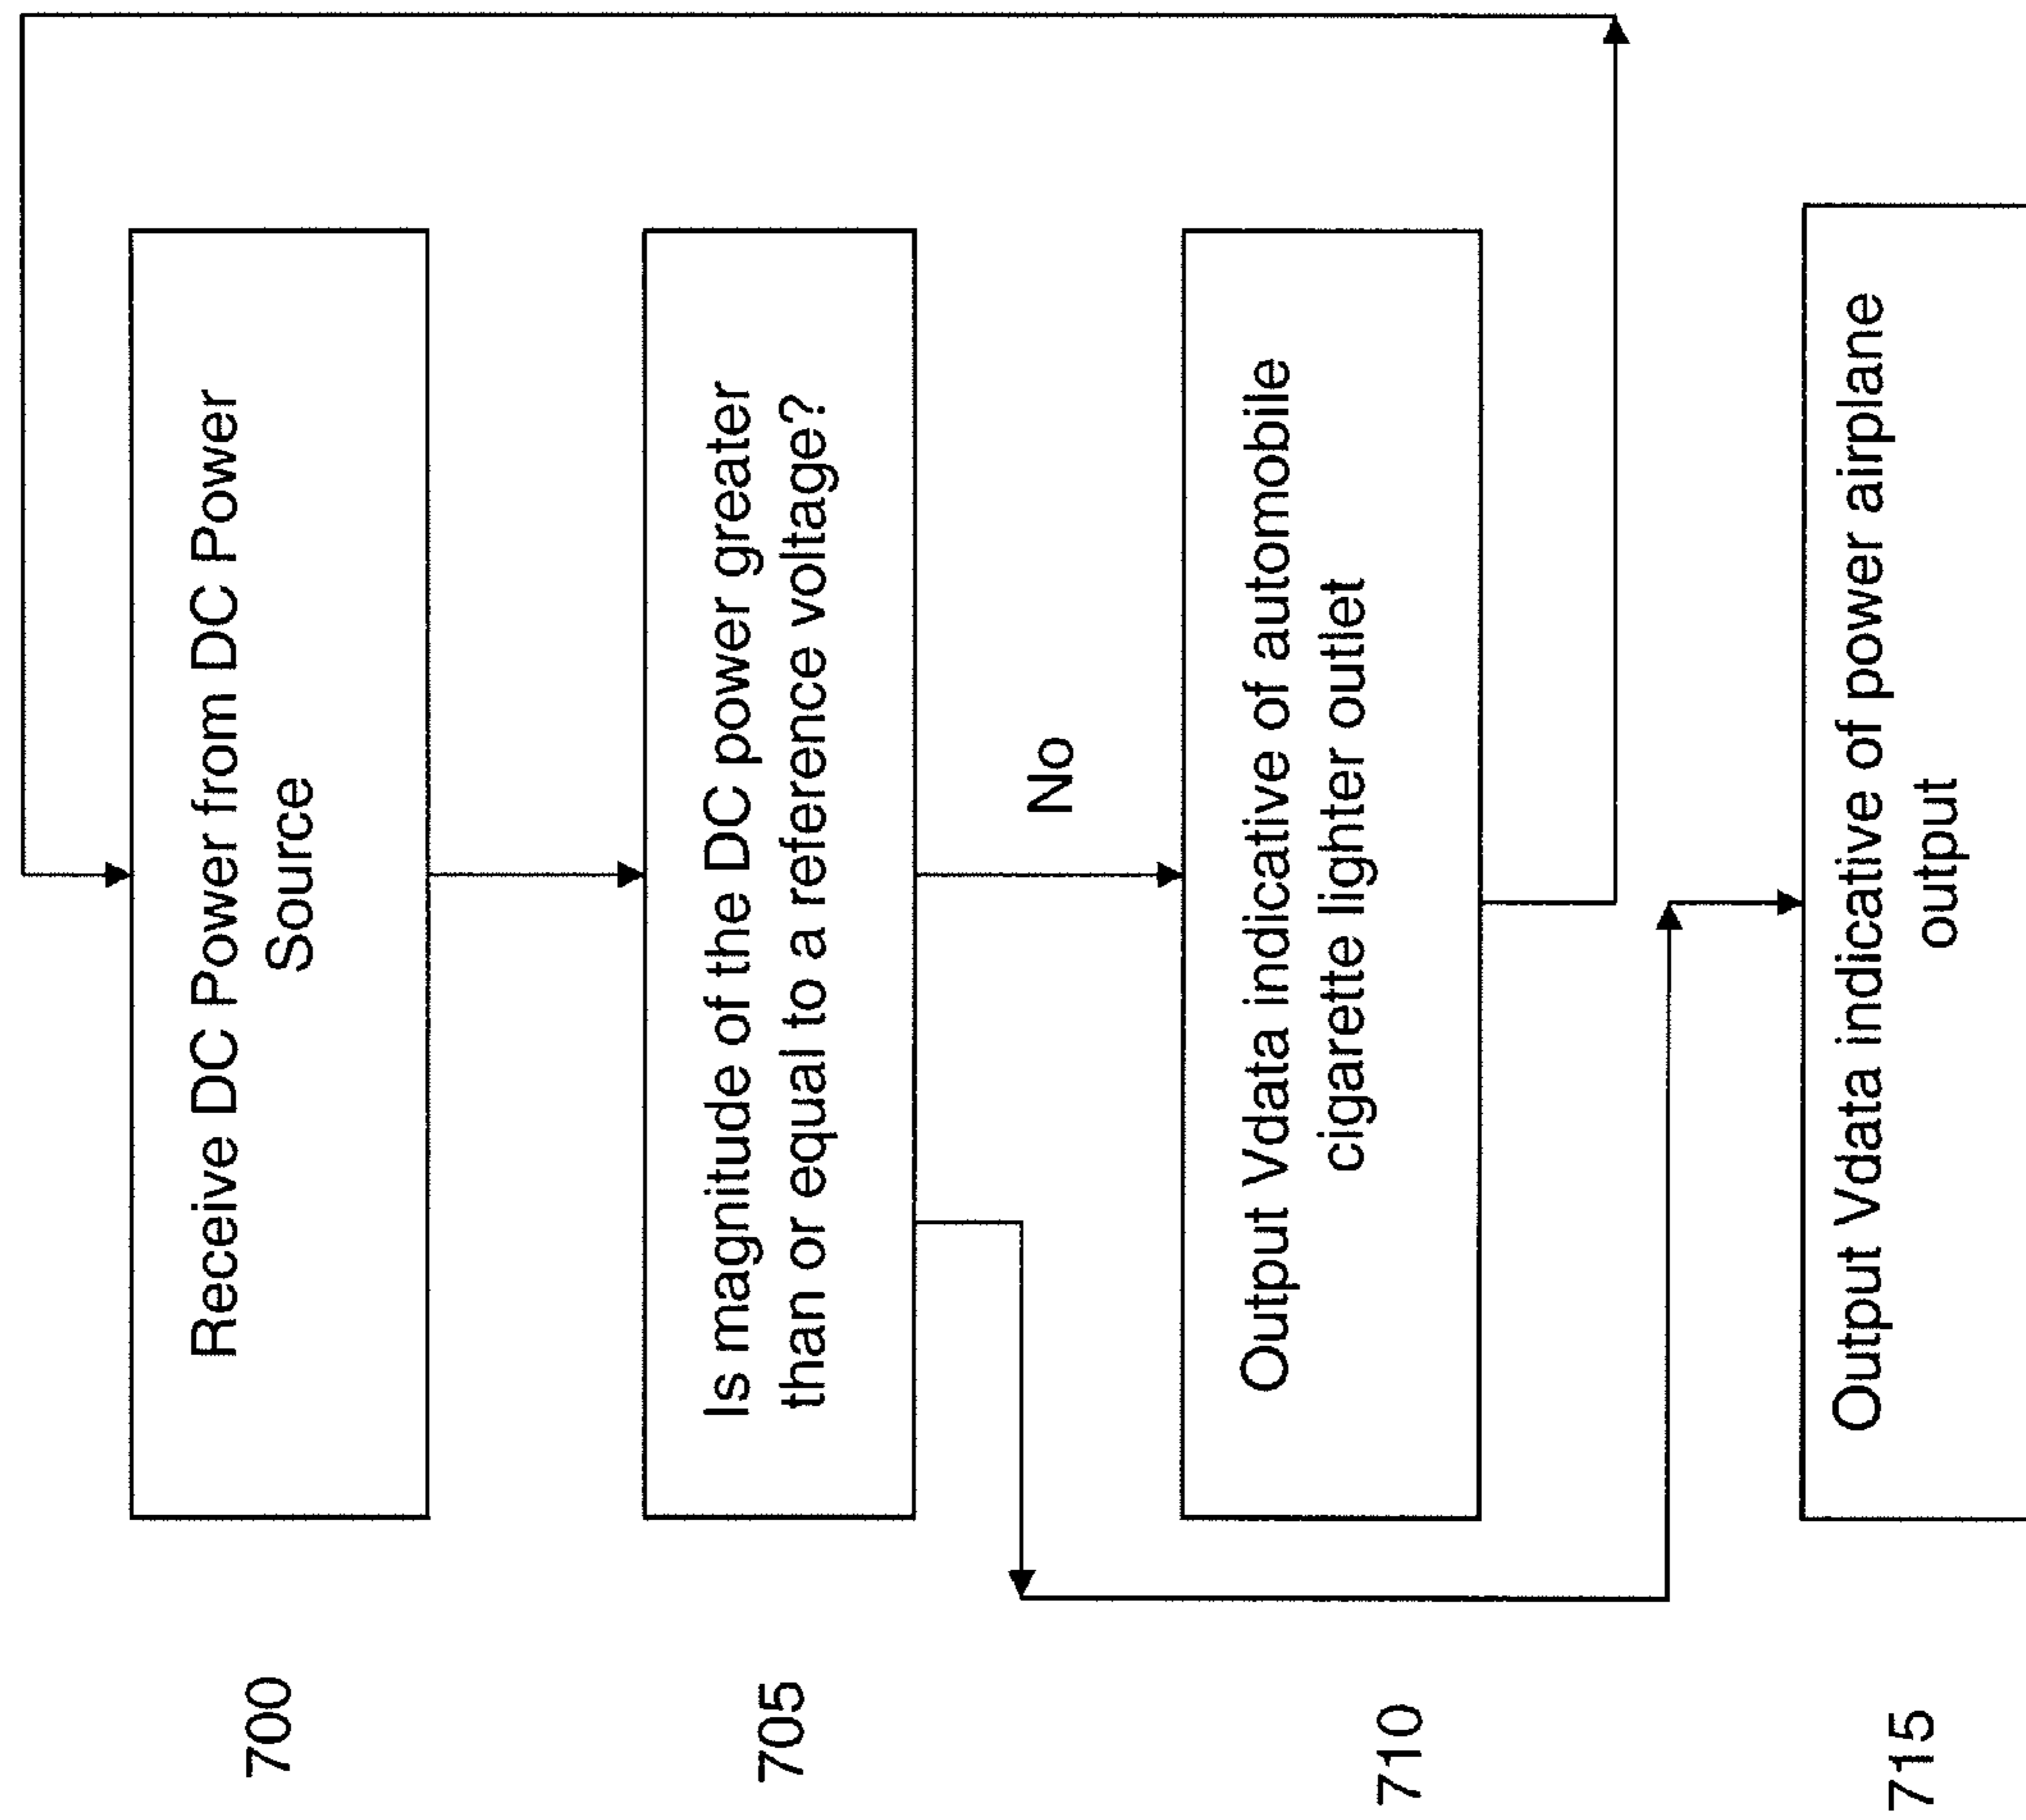 700
Receive DC Power from DC Power
Source
705
Is magnitude of the DC power greater
than or equal to a reference voltage?
No
710
Output Vdata indicative of automobile
cigarette lighter outlet
715
Output Vdata indicative of power airplane
output